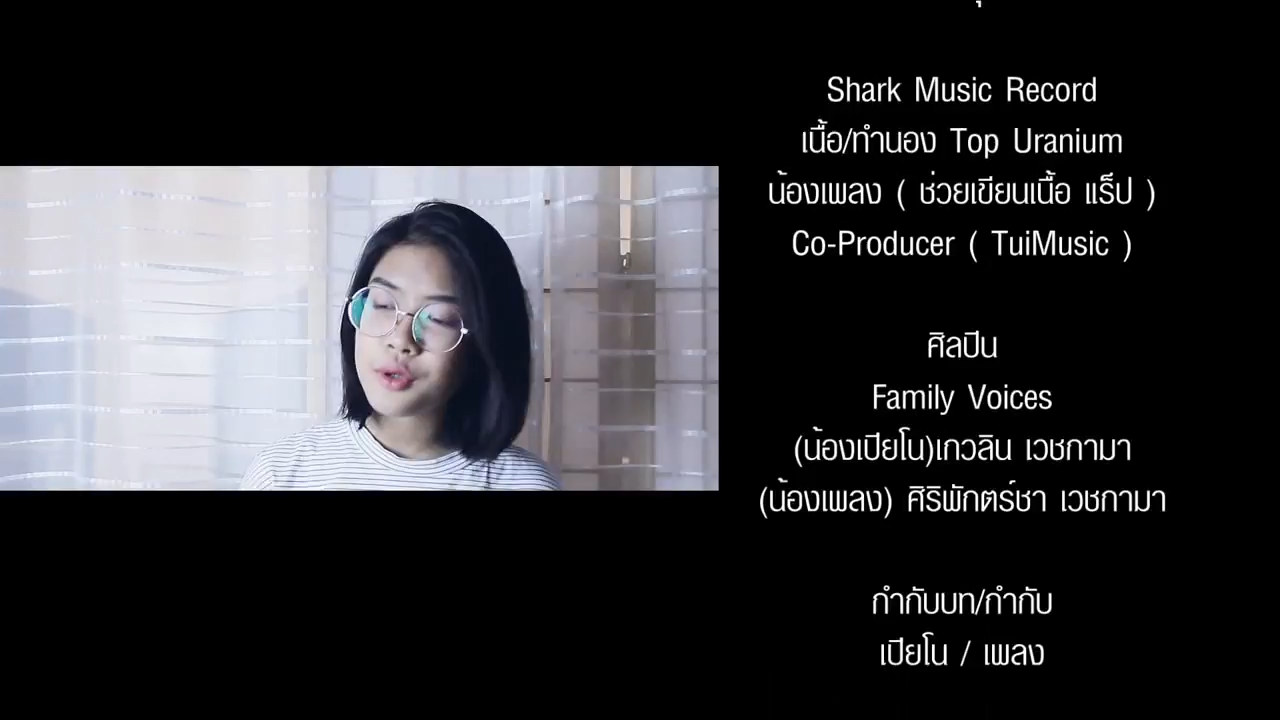 Shark Music Record
เนื้อ/ทำนอง Top Uranium
น้องเพลง ( ช่วยเขียนเนื้อ แร็ป )
Co-Producer ( TuiMusic )
ศิลปิน
Family Voices
(น้องเปียโน)เกวลิน เวชกามา
(น้องเพลง) ศิริพักตร์ชา เวชกามา
กำกับบท/กำกับ
เปียโน / เพลง